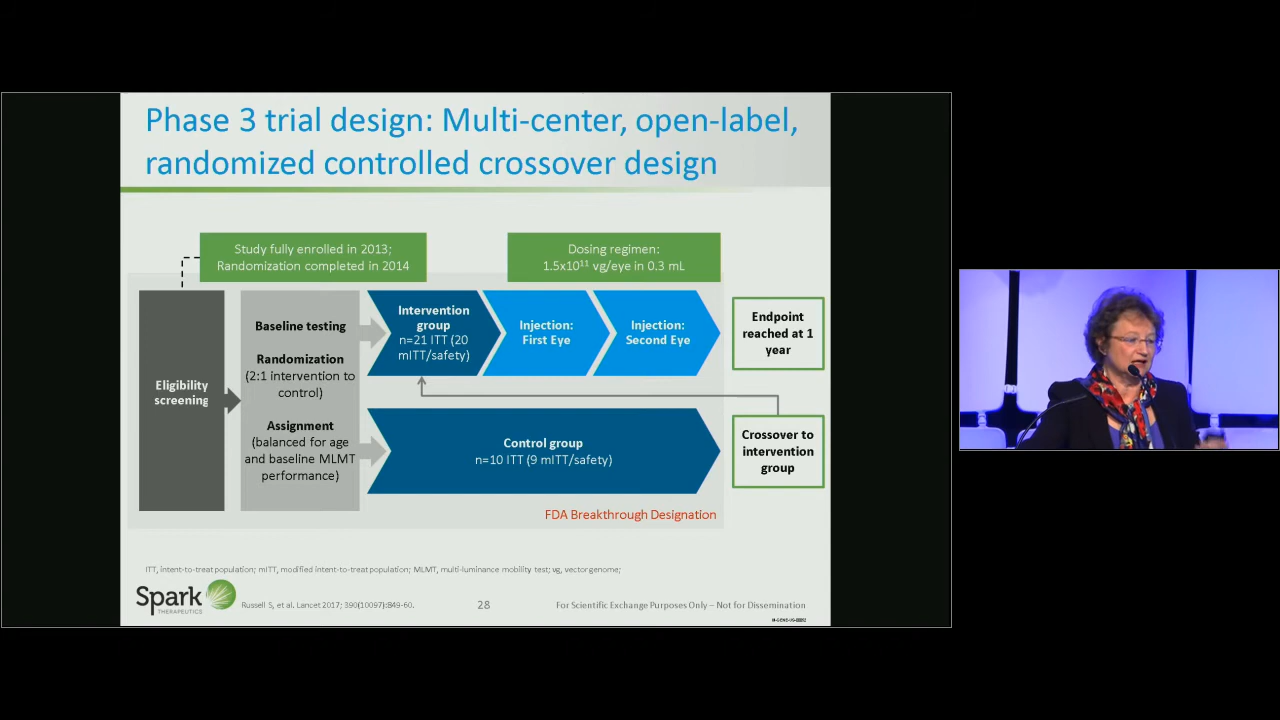 Phase 3 trial design: Multi-center, open-label,
randomized controlled crossover design
Study fully enrolled in 2013;
Randomization completed in 2014
Dosing regimen:
1.5x10¹¹ vg/eye in 0.3 mL
Eligibility
screening
Baseline testing
Randomization
(2:1 intervention to
control)
Assignment
(balanced for age
and baseline MLMT
performance)
Intervention
group
n=21 ITT (20
mITT/safety)
Injection:
First Eye
Injection:
Second Eye
Endpoint
reached at 1
year
Control group
n=10 ITT (9 mITT/safety)
Crossover to
intervention
group
FDA Breakthrough Designation
ITT, intent-to-treat population; mITT, modified intent-to-treat population; MLMT, multi-luminance mobility test; vg, vector genome;
Spark
THERAPEUTICS
Russell S, et al. Lancet 2017; 390(10097):849-60.
28
For Scientific Exchange Purposes Only – Not for Dissemination